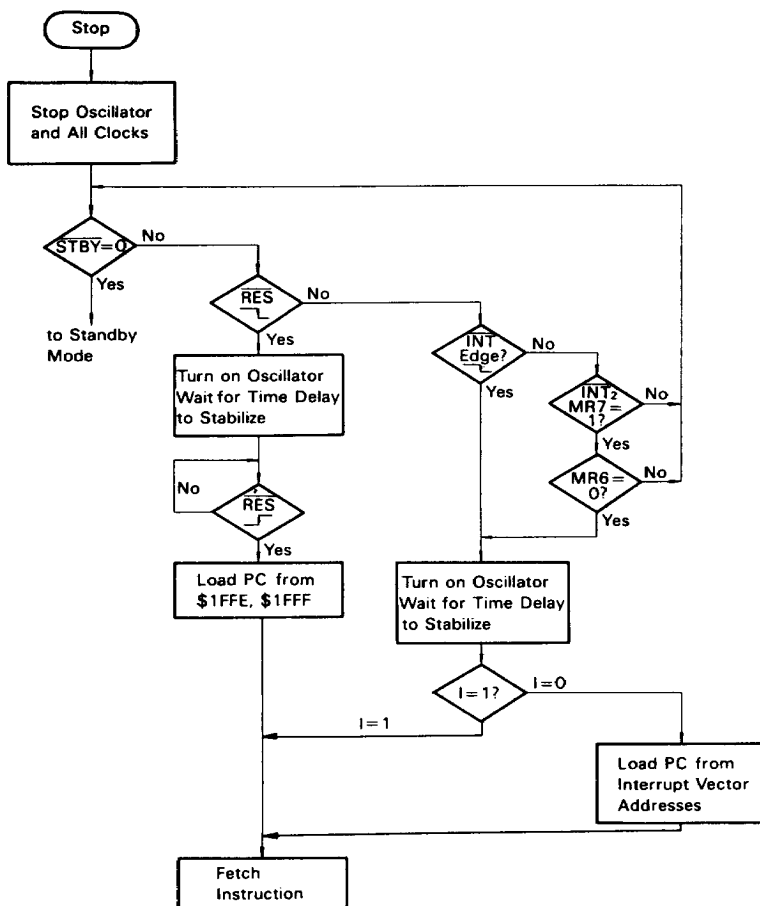 Stop
Stop Oscillator
and All Clocks
STBY=0
No
Yes
to Standby
Mode
RES
No
Yes
INT
Edge?
No
Yes
INT₂
MR7=
1?
No
Yes
MR6=
0?
No
Yes
Turn on Oscillator
Wait for Time Delay
to Stabilize
No
RES
Yes
Load PC from
$1FFE, $1FFF
Turn on Oscillator
Wait for Time Delay
to Stabilize
I=1?
I=0
I=1
Load PC from
Interrupt Vector
Addresses
Fetch
Instruction